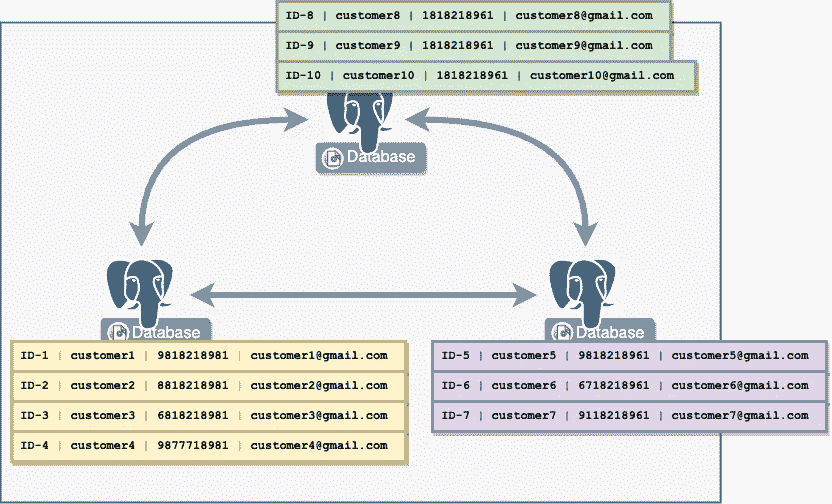 ID-8 | customer8 | 1818218961 | customer8@gmail.com
ID-9 | customer9 | 1818218961 | customer9@gmail.com
ID-10 | customer10 | 1818218961 | customer10@gmail.com
Database
Database
ID-1 | customer1 | 9818218981 | customer1@gmail.com
ID-2 | customer2 | 8818218981 | customer2@gmail.com
ID-3 | customer3 | 6818218981 | customer3@gmail.com
ID-4 | customer4 | 9877718981 | customer4@gmail.com
Database
ID-5 | customer5 | 9818218961 | customer5@gmail.com
ID-6 | customer6 | 6718218961 | customer6@gmail.com
ID-7 | customer7 | 9118218961 | customer7@gmail.com